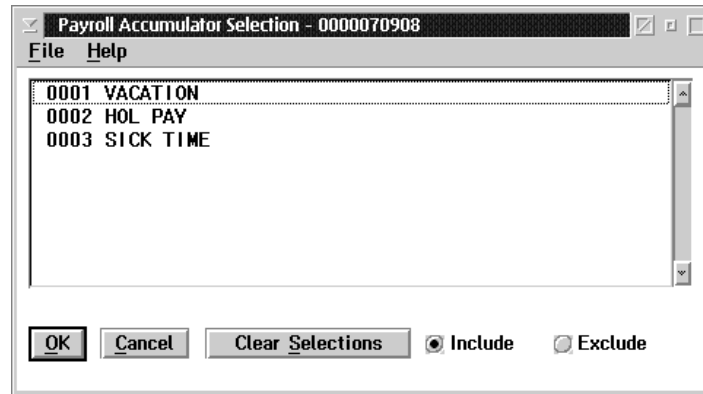 Payroll Accumulator Selection - 0000070908
File Help
0001 VACATION
0002 HOL PAY
0003 SICK TIME
OK Cancel Clear Selections Include Exclude